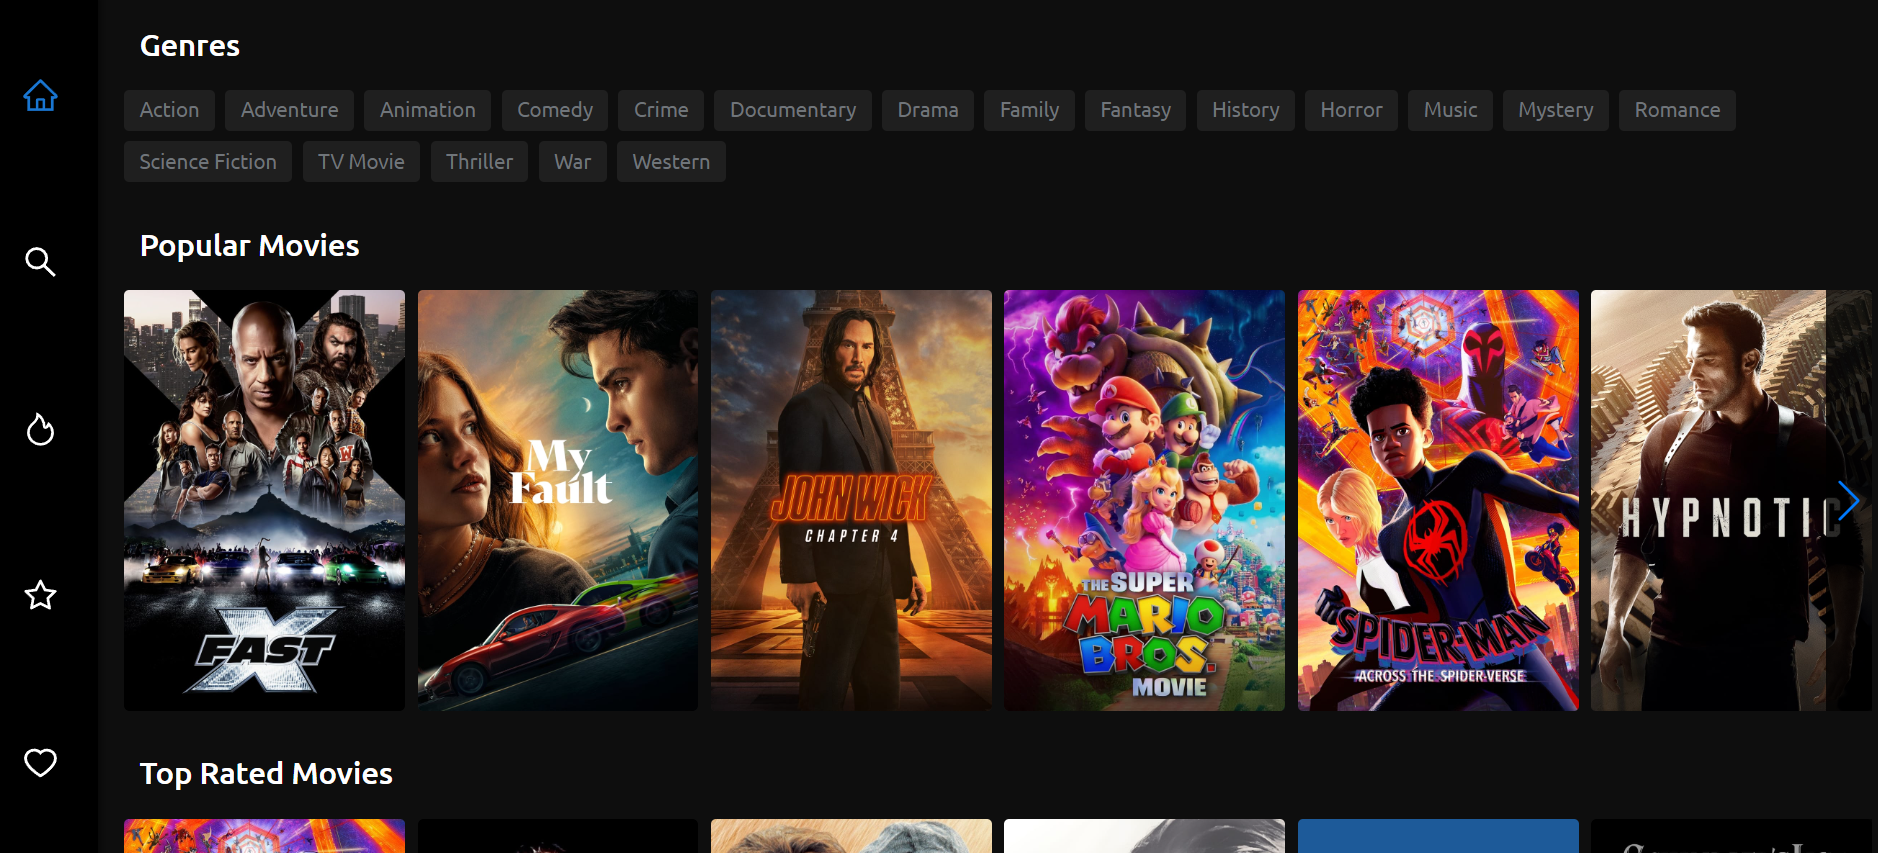 Genres
Action Adventure Animation Comedy Crime Documentary Drama Family Fantasy History Horror Music Mystery Romance
Science Fiction TV Movie Thriller War Western
Popular Movies
FAST X
My
Fault
JOHN WICK
CHAPTER 4
THE SUPER
MARIO
BROS.
MOVIE
SPIDER-MAN
ACROSS THE SPIDER-VERSE
HYPNOTIC
Top Rated Movies